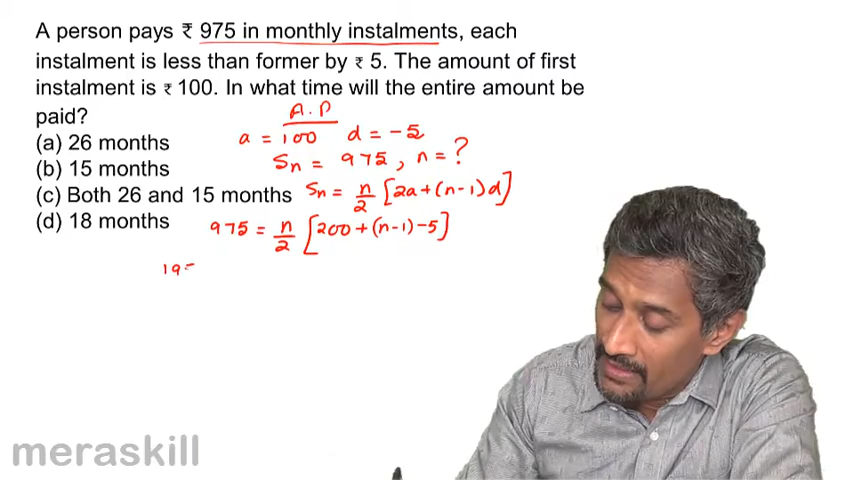 A person pays ₹ 975 in monthly instalments, each
instalment is less than former by ₹ 5. The amount of first
instalment is ₹ 100. In what time will the entire amount be
paid?
A.P
(a) 26 months
a = 100 d = -5
(b) 15 months
Sn = 975, n = ?
(c) Both 26 and 15 months
Sn = n/2 [2a+(n-1)d]
(d) 18 months
975 = n/2 [200+(n-1)-5]
19
meraskill